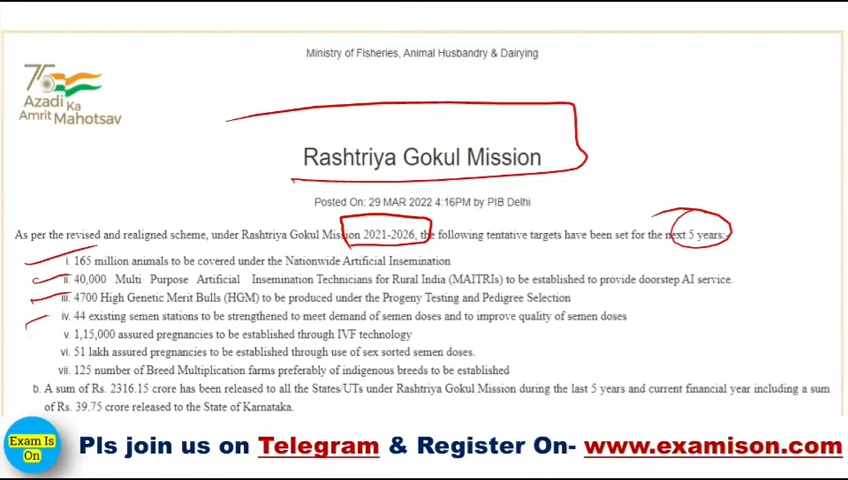 Ministry of Fisheries, Animal Husbandry & Dairying
75
Azadi Ka
Amrit Mahotsav
Rashtriya Gokul Mission
Posted On: 29 MAR 2022 4:16PM by PIB Delhi
As per the revised and realigned scheme, under Rashtriya Gokul Mission 2021-2026, the following tentative targets have been set for the next 5 years:
i. 165 million animals to be covered under the Nationwide Artificial Insemination
ii. 40,000 Multi Purpose Artificial Insemination Technicians for Rural India (MAITRIs) to be established to provide doorstep AI service.
iii. 4700 High Genetic Merit Bulls (HGM) to be produced under the Progeny Testing and Pedigree Selection
iv. 44 existing semen stations to be strengthened to meet demand of semen doses and to improve quality of semen doses
v. 1,15,000 assured pregnancies to be established through IVF technology
vi. 51 lakh assured pregnancies to be established through use of sex sorted semen doses.
vii. 125 number of Breed Multiplication farms preferably of indigenous breeds to be established
b. A sum of Rs. 2316.15 crore has been released to all the States/UTs under Rashtriya Gokul Mission during the last 5 years and current financial year including a sum
of Rs. 39.75 crore released to the State of Karnataka.
Exam Is
On
Pls join us on Telegram & Register On- www.examison.com